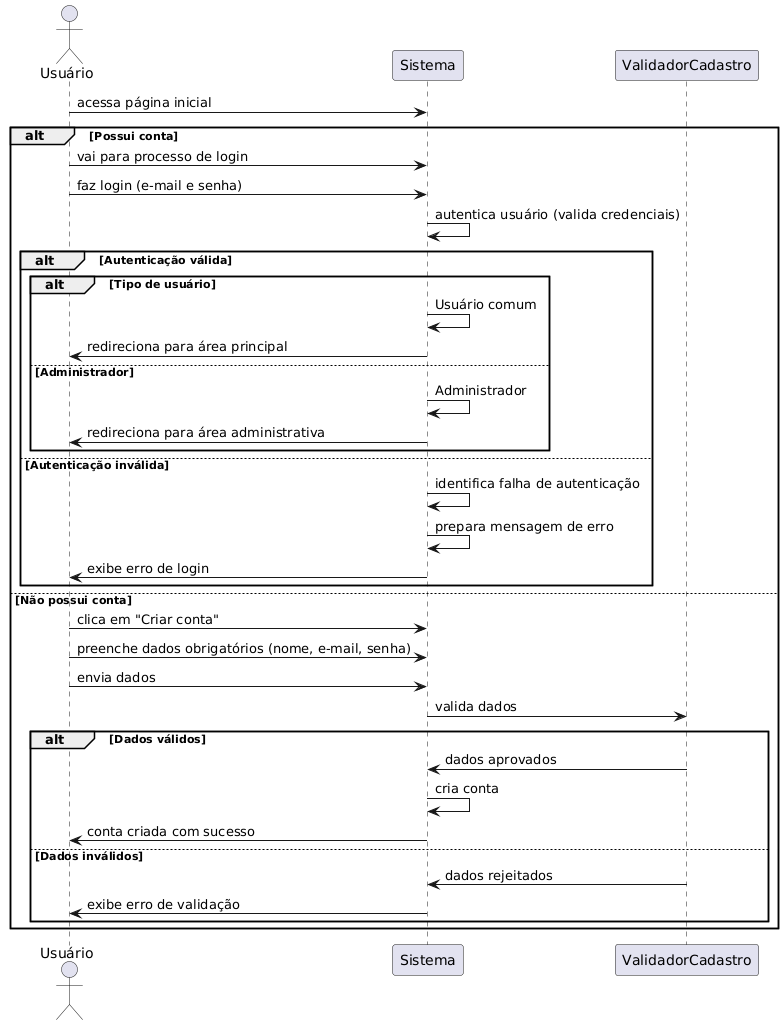 Usuário
Sistema
ValidadorCadastro
acessa página inicial
alt [Possui conta]
vai para processo de login
faz login (e-mail e senha)
autentica usuário (valida credenciais)
alt [Autenticação válida]
alt [Tipo de usuário]
Usuário comum
redireciona para área principal
[Administrador]
Administrador
redireciona para área administrativa
[Autenticação inválida]
identifica falha de autenticação
prepara mensagem de erro
exibe erro de login
[Não possui conta]
clica em "Criar conta"
preenche dados obrigatórios (nome, e-mail, senha)
envia dados
valida dados
alt [Dados válidos]
dados aprovados
cria conta
conta criada com sucesso
[Dados inválidos]
dados rejeitados
exibe erro de validação
Usuário
Sistema
ValidadorCadastro